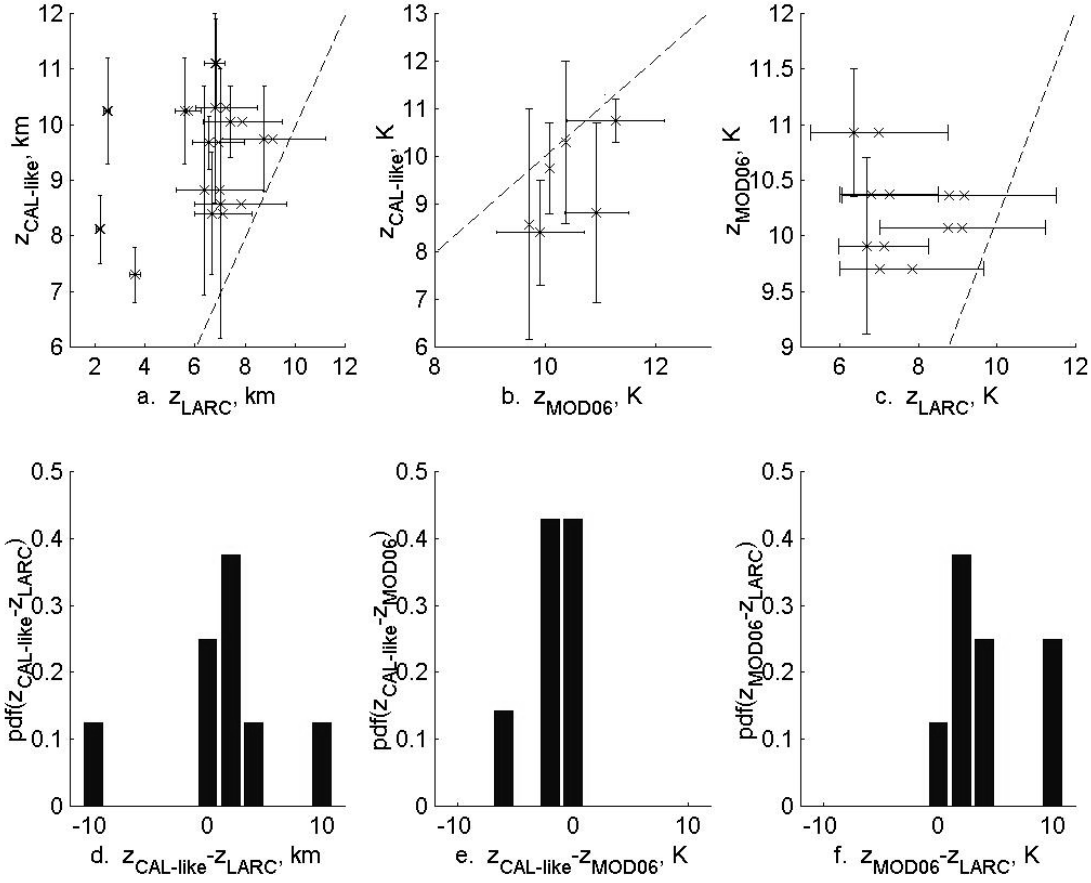 12
11
10
9
8
7
6
2 4 6 8 10 12
z_CAL-like, km
a. z_LARC, km
13
12
11
10
9
8
7
6
8 10 12
z_CAL-like, K
b. z_MOD06, K
12
11.5
11
10.5
10
9.5
9
6 8 10 12
z_MOD06, K
c. z_LARC, K
0.5
0.4
0.3
0.2
0.1
0
-10 0 10
pdf(z_CAL-like-z_LARC)
d. z_CAL-like-z_LARC, km
0.5
0.4
0.3
0.2
0.1
0
-10 0 10
pdf(z_CAL-like-z_MOD06)
e. z_CAL-like-z_MOD06, K
0.5
0.4
0.3
0.2
0.1
0
-10 0 10
pdf(z_MOD06-z_LARC)
f. z_MOD06-z_LARC, K